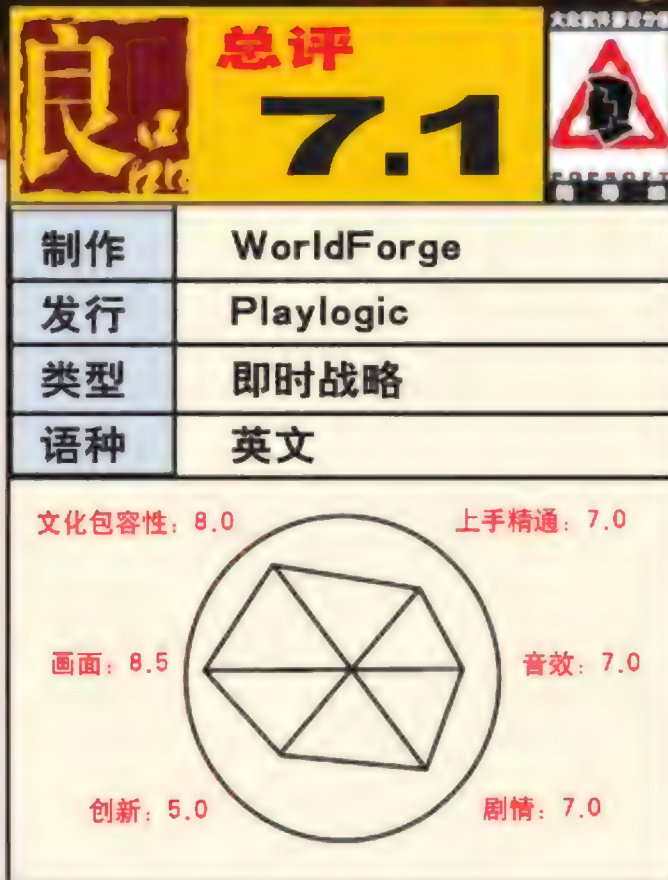 良品
总评
7.1
制作 WorldForge
发行 Playlogic
类型 即时战略
语种 英文
文化包容性：8.0 上手精通：7.0
画面：8.5 音效：7.0
创新：5.0 剧情：7.0